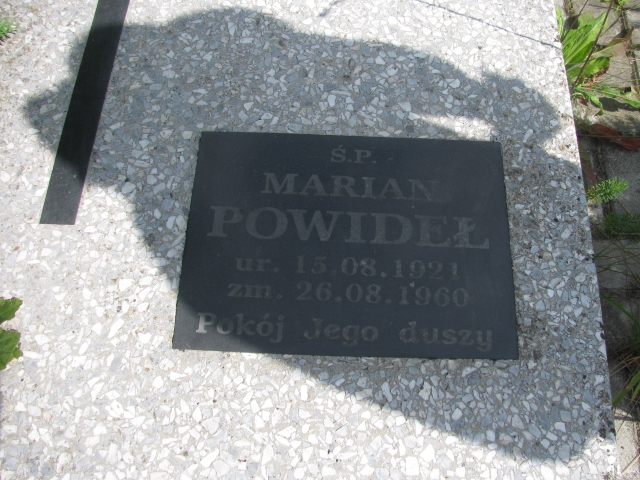 Ś.P.
MARIAN
POWIDEŁ
ur. 15.08.1921
zm. 26.08.1960
Pokój Jego duszy